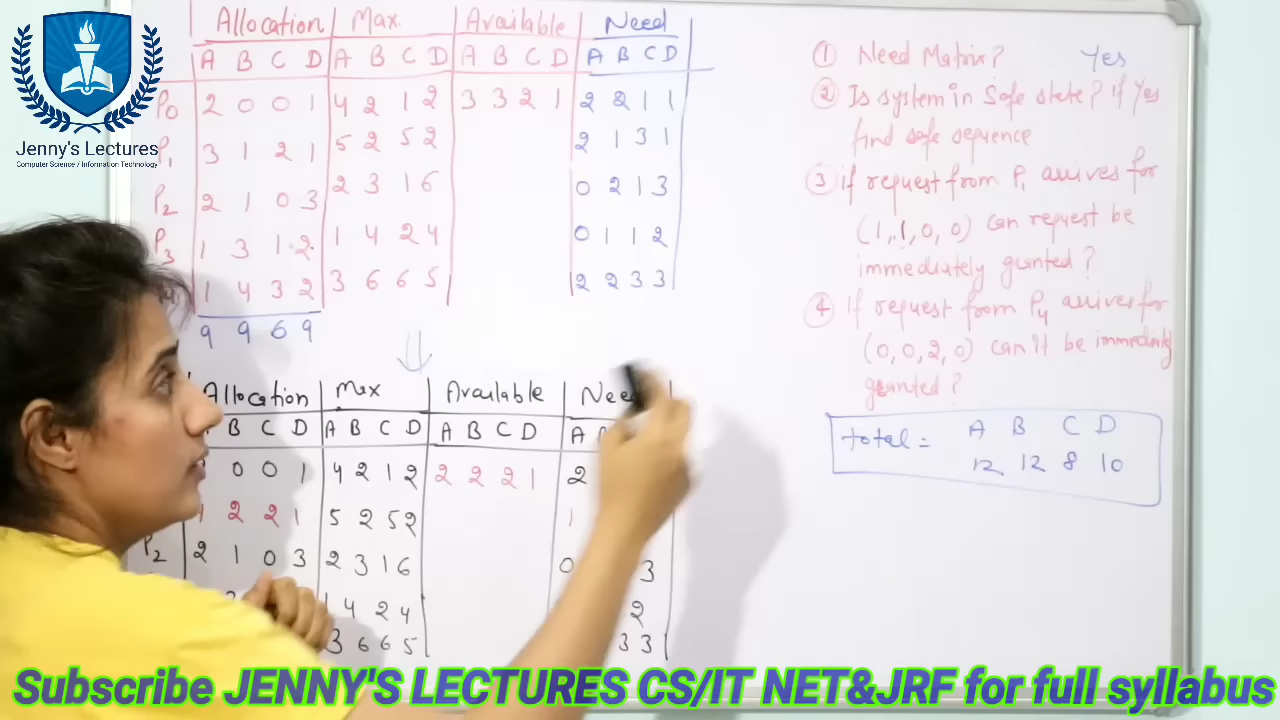 Allocation Max Available Need
A B C D A B C D A B C D A B C D
P0 2 0 0 1 4 2 1 2 3 3 2 1 2 2 1 1
P1 3 1 2 1 5 2 5 2 2 1 3 1
P2 2 1 0 3 2 3 1 6 0 2 1 3
P3 1 3 1 2 1 4 2 4 0 1 1 2
1 4 3 2 3 6 6 5 2 2 3 3
9 9 6 9
Allocation Max Available Nee
B C D A B C D A B C D A
0 0 1 4 2 1 2 2 2 2 1 2
2 2 1 5 2 5 2 1
P2 2 1 0 3 2 3 1 6 0 3
1 4 2 4 2
3 6 6 5 3 3
① Need Matrix? Yes
② Is system in Safe state? if Yes
find safe sequence
③ If request from P1 arrives for
(1, 1, 0, 0) can request be
immediately granted?
④ If request from P4 arrives for
(0, 0, 2, 0) can it be immediately
granted?
total = A B C D
12 12 8 10
Jenny's Lectures
Computer Science / Information Technology
Subscribe JENNY'S LECTURES CS/IT NET&JRF for full syllabus